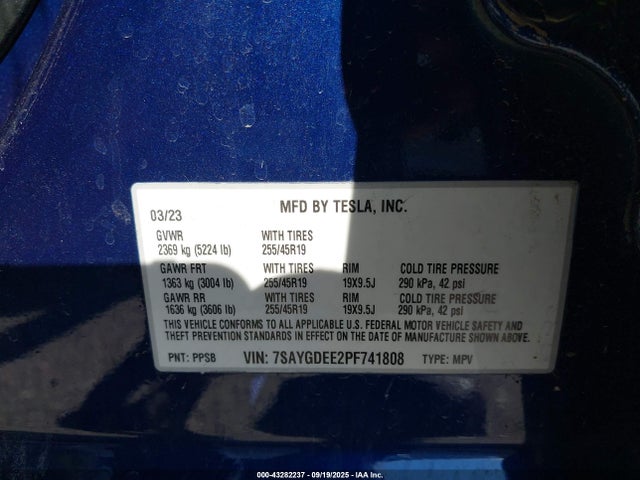 03/23 MFD BY TESLA, INC.
GVWR WITH TIRES
2369 kg (5224 lb) 255/45R19
GAWR FRT WITH TIRES RIM COLD TIRE PRESSURE
1363 kg (3004 lb) 255/45R19 19X9.5J 290 kPa, 42 psi
GAWR RR WITH TIRES RIM COLD TIRE PRESSURE
1636 kg (3606 lb) 255/45R19 19X9.5J 290 kPa, 42 psi
THIS VEHICLE CONFORMS TO ALL APPLICABLE U.S. FEDERAL MOTOR VEHICLE SAFETY AND
THEFT PREVENTION STANDARDS IN EFFECT ON THE DATE OF MANUFACTURE SHOWN ABOVE.
PNT: PPSB VIN: 7SAYGDEE2PF741808 TYPE: MPV
000-43282237 - 09/19/2025 - IAA Inc.